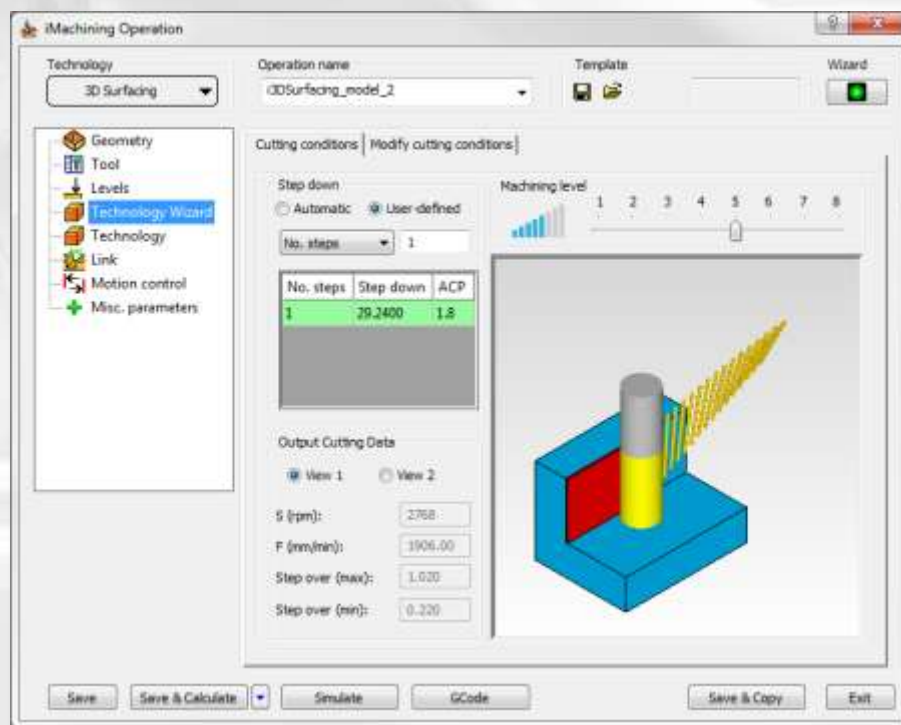 iMachining Operation
Technology
Operation name
Template
Wizard
3D Surfacing
i3DSurfacing_model_2
Geometry
Tool
Levels
Technology Wizard
Technology
Link
Motion control
Misc. parameters
Cutting conditions
Modify cutting conditions
Step down
Automatic
User-defined
No. steps
1
No. steps Step down ACP
1 29.2400 1.8
Output Cutting Data
View 1
View 2
S (rpm): 2768
F (mm/min): 1906.00
Step over (max): 1.020
Step over (min): 0.220
Machining level
1 2 3 4 5 6 7 8
Save
Save & Calculate
Simulate
GCode
Save & Copy
Exit